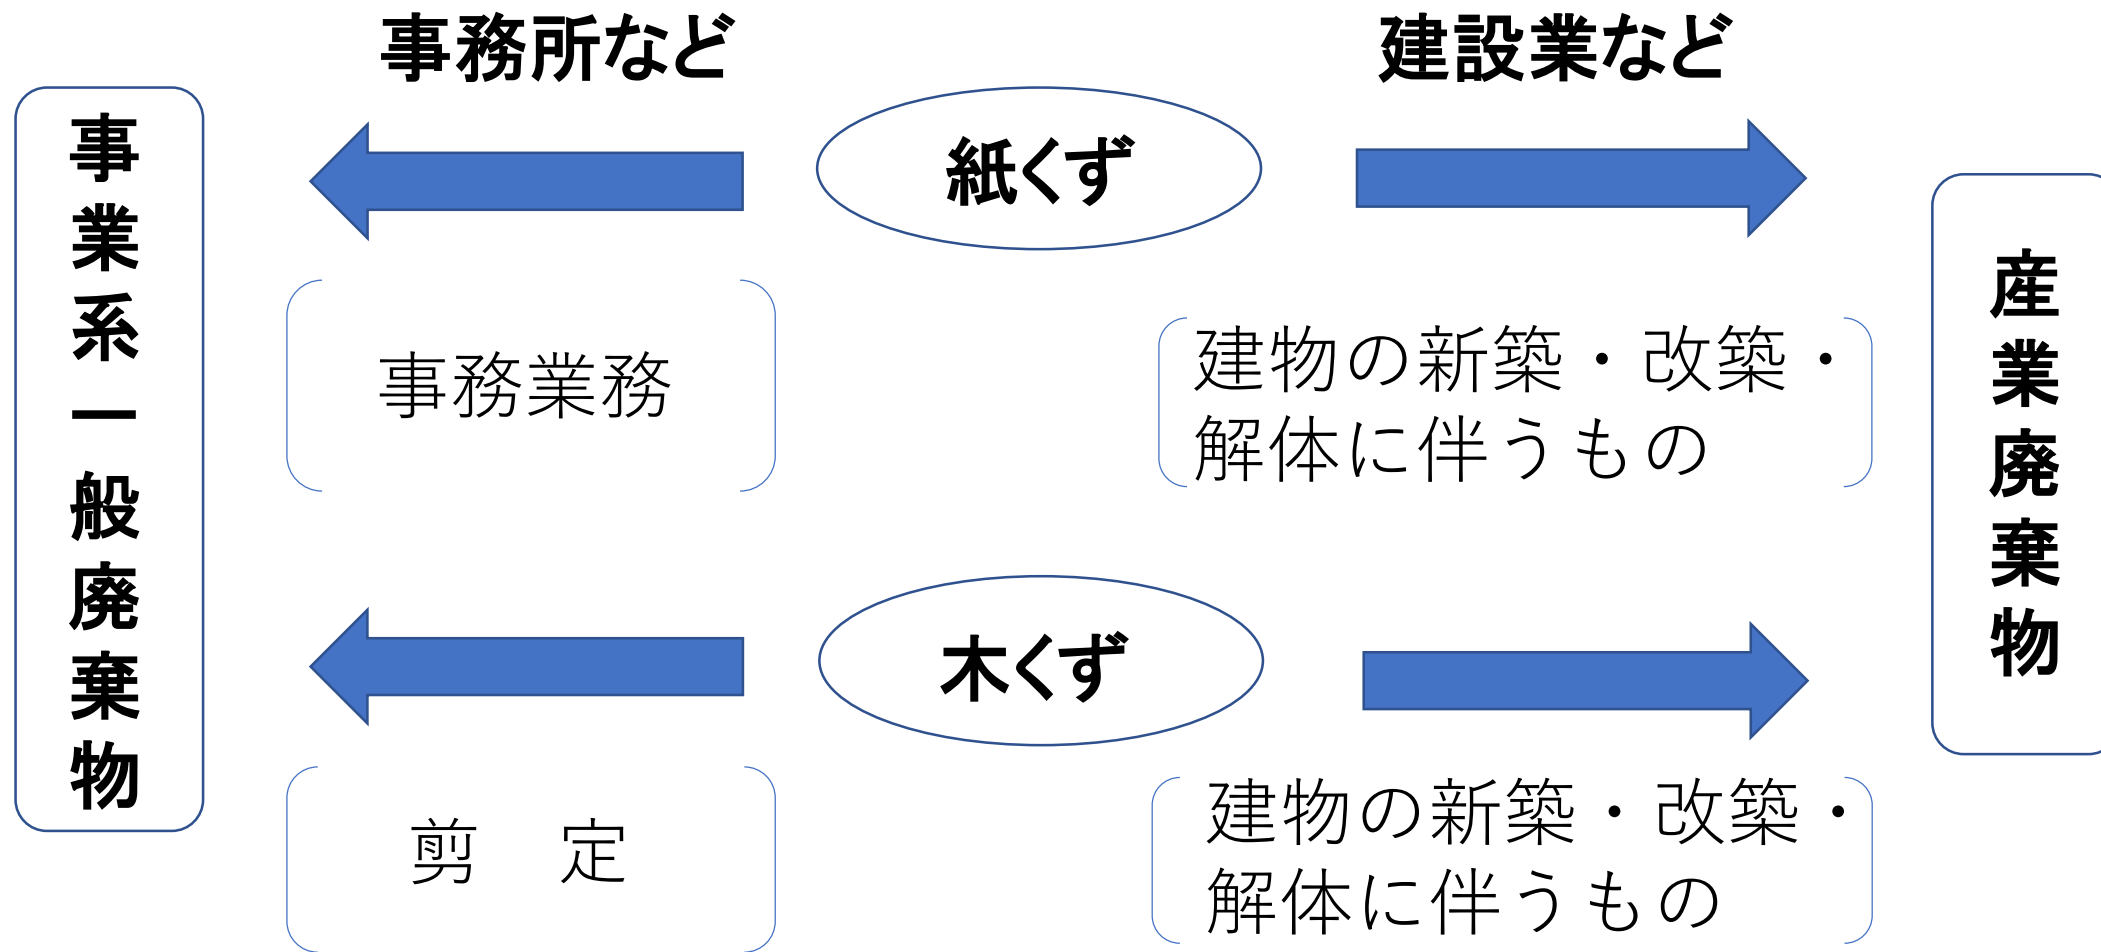 事務所など
建設業など
事業系一般廃棄物
紙くず
産業廃棄物
事務業務
建物の新築・改築・
解体に伴うもの
木くず
剪　定
建物の新築・改築・
解体に伴うもの